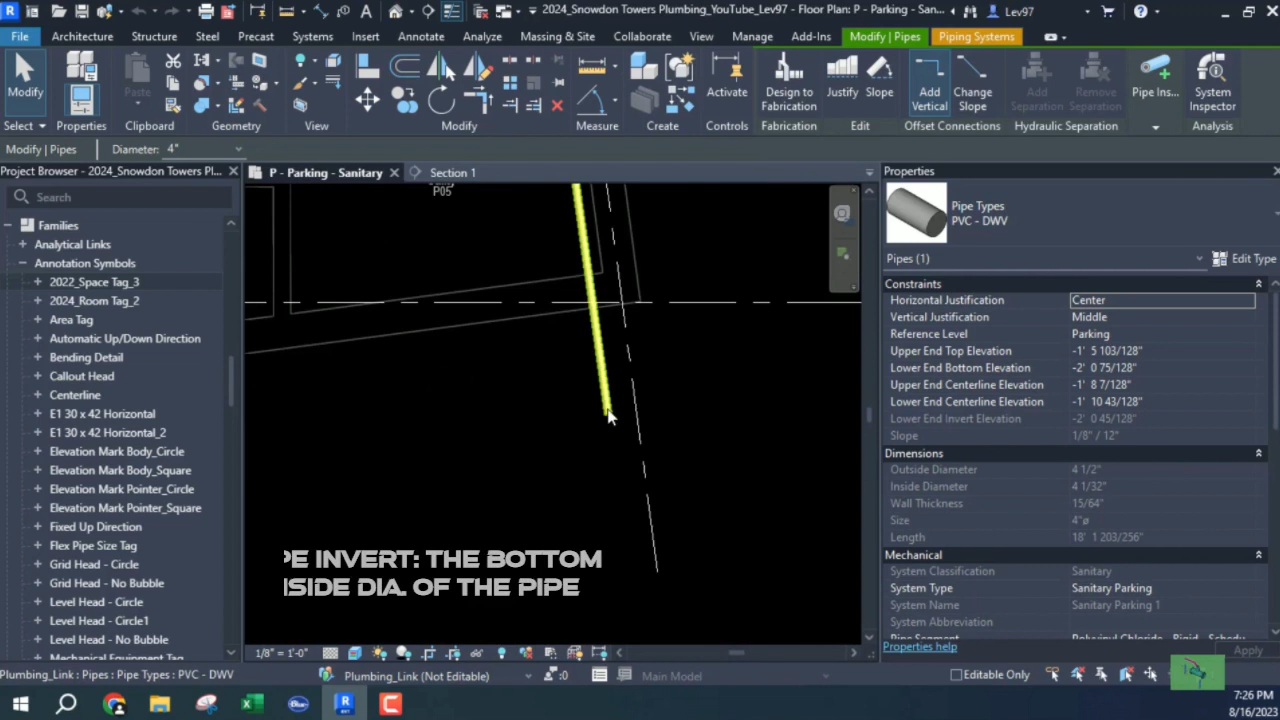 2024_Snowdon Towers Plumbing_YouTube_Lev97 - Floor Plan: P - Parking - San...
Lev97
File
Architecture
Structure
Steel
Precast
Systems
Insert
Annotate
Analyze
Massing & Site
Collaborate
View
Manage
Add-Ins
Modify | Pipes
Piping Systems
Modify
Properties
Paste
Activate
Design to Fabrication
Justify
Slope
Add Vertical
Change Slope
Add Separation
Remove Separation
Pipe Ins...
System Inspector
Select
Properties
Clipboard
Geometry
View
Modify
Measure
Create
Controls
Fabrication
Edit
Offset Connections
Hydraulic Separation
Analysis
Modify | Pipes
Diameter: 4"
Project Browser - 2024_Snowdon Towers Pl...
P - Parking - Sanitary
Section 1
Properties
Search
Families
Analytical Links
Annotation Symbols
2022_Space Tag_3
2024_Room Tag_2
Area Tag
Automatic Up/Down Direction
Bending Detail
Callout Head
Centerline
E1 30 x 42 Horizontal
E1 30 x 42 Horizontal_2
Elevation Mark Body_Circle
Elevation Mark Body_Square
Elevation Mark Pointer_Circle
Elevation Mark Pointer_Square
Fixed Up Direction
Flex Pipe Size Tag
Grid Head - Circle
Grid Head - No Bubble
Level Head - Circle
Level Head - Circle1
Level Head - No Bubble
Mechanical Equipment Tag
P05
PE INVERT: THE BOTTOM
NSIDE DIA. OF THE PIPE
Pipe Types
PVC - DWV
Pipes (1)
Edit Type
Constraints
Horizontal Justification Center
Vertical Justification Middle
Reference Level Parking
Upper End Top Elevation -1' 5 103/128"
Lower End Bottom Elevation -2' 0 75/128"
Upper End Centerline Elevation -1' 8 7/128"
Lower End Centerline Elevation -1' 10 43/128"
Lower End Invert Elevation -2' 0 45/128"
Slope 1/8" / 12"
Dimensions
Outside Diameter 4 1/2"
Inside Diameter 4 1/32"
Wall Thickness 15/64"
Size 4"ø
Length 18' 1 203/256"
Mechanical
System Classification Sanitary
System Type Sanitary Parking
System Name Sanitary Parking 1
System Abbreviation
Pipe Segment Polyvinyl Chloride - Rigid - Schedu
Properties help
Apply
1/8" = 1'-0"
Plumbing_Link : Pipes : Pipe Types : PVC - DWV
Plumbing_Link (Not Editable)
:0
Main Model
Editable Only
7:26 PM
8/16/2023